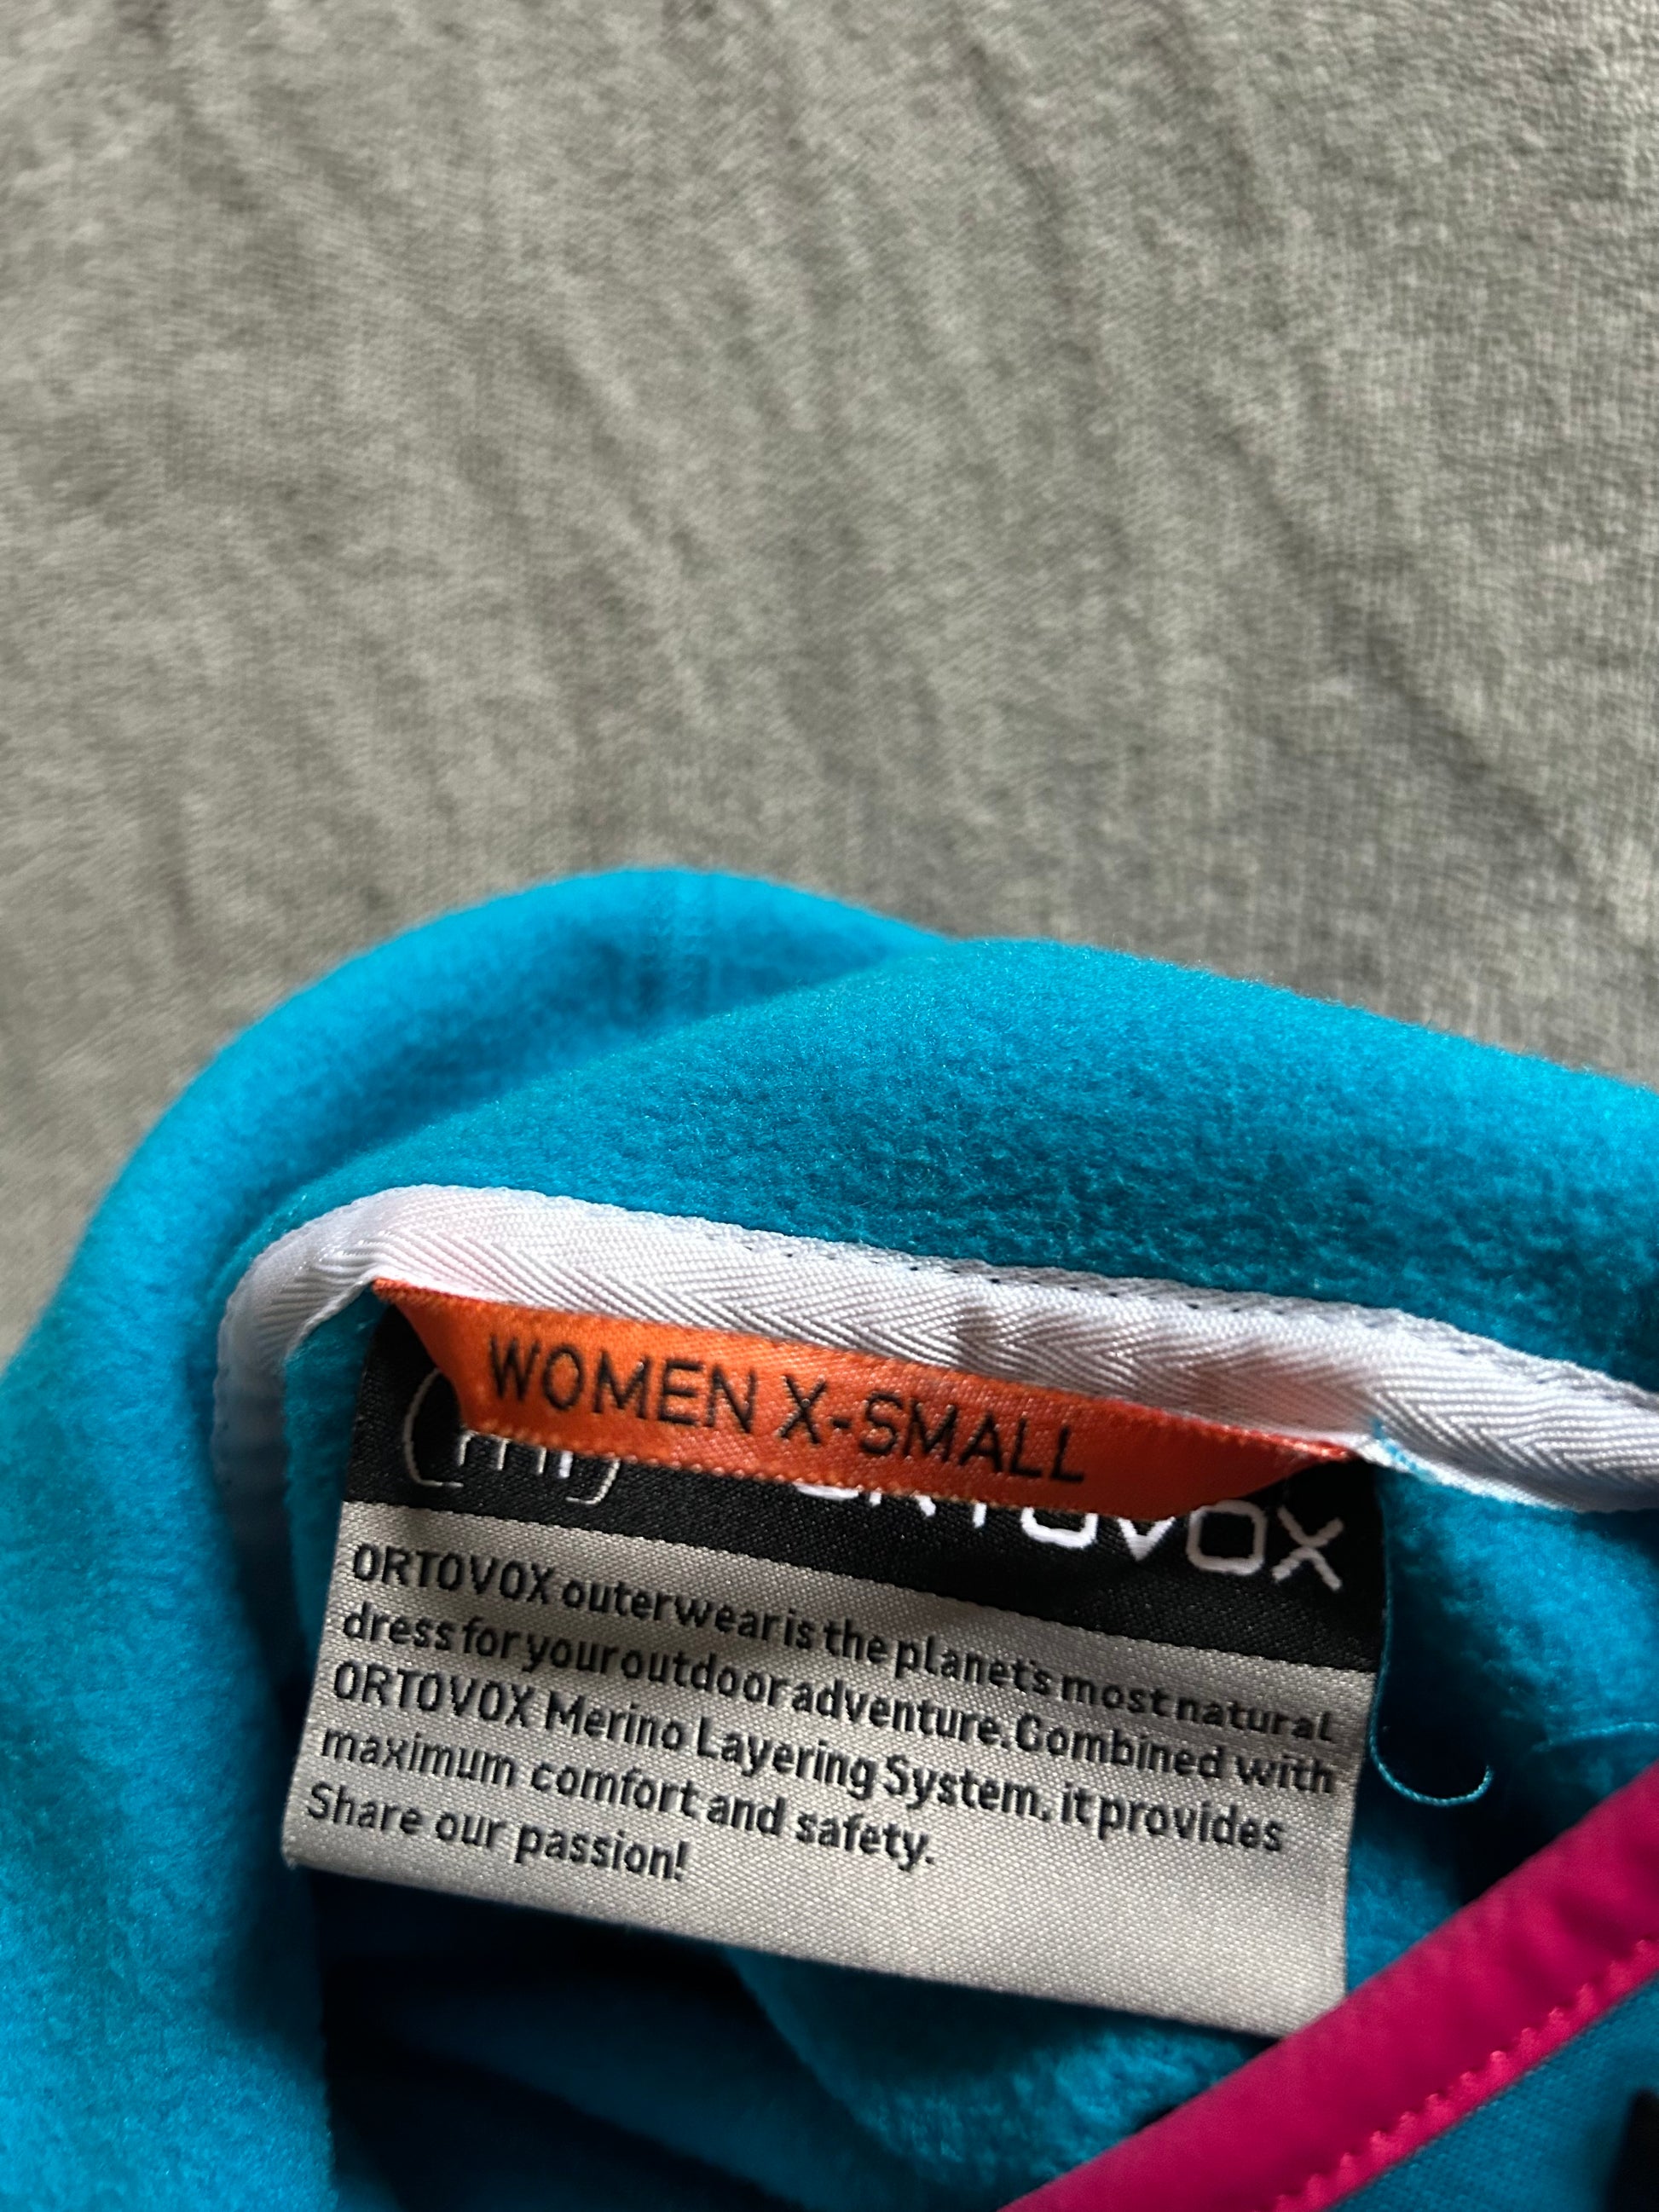 WOMEN X-SMALL
ORTOVOX
ORTOVOX outerwear is the planet's most natural
dress for your outdoor adventure. Combined with
ORTOVOX Merino Layering System, it provides
maximum comfort and safety.
Share our passion!